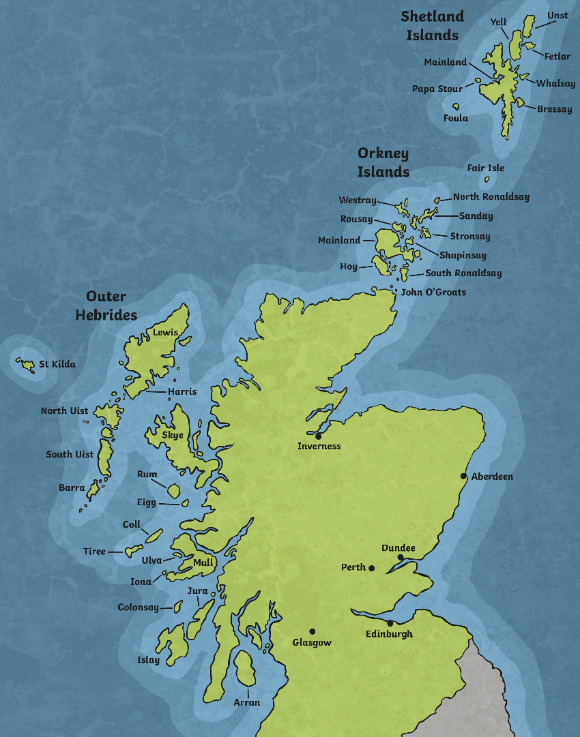 Shetland
Islands
Yell
Unst
Fetlar
Mainland
Whalsay
Papa Stour
Bressay
Foula
Orkney
Islands
Fair Isle
Westray
North Ronaldsay
Rousay
Sanday
Mainland
Stronsay
Shapinsay
Hoy
South Ronaldsay
John O'Groats
Outer
Hebrides
Lewis
St Kilda
Harris
North Uist
Skye
Inverness
South Uist
Rum
Aberdeen
Barra
Eigg
Coll
Tiree
Dundee
Ulva
Mull
Perth
Iona
Jura
Colonsay
Edinburgh
Glasgow
Islay
Arran